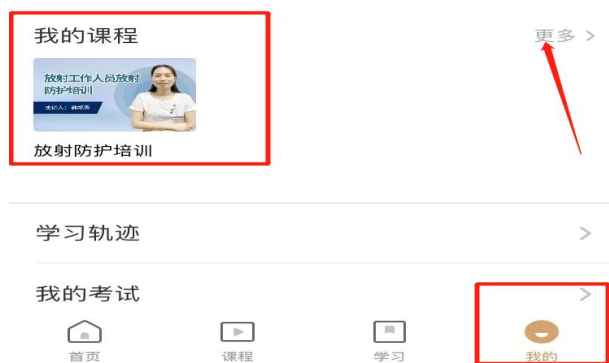 我的课程
更多 >
放射工作人员放射
防护培训
放射防护培训
学习轨迹 >
我的考试 >
首页 课程 学习 我的